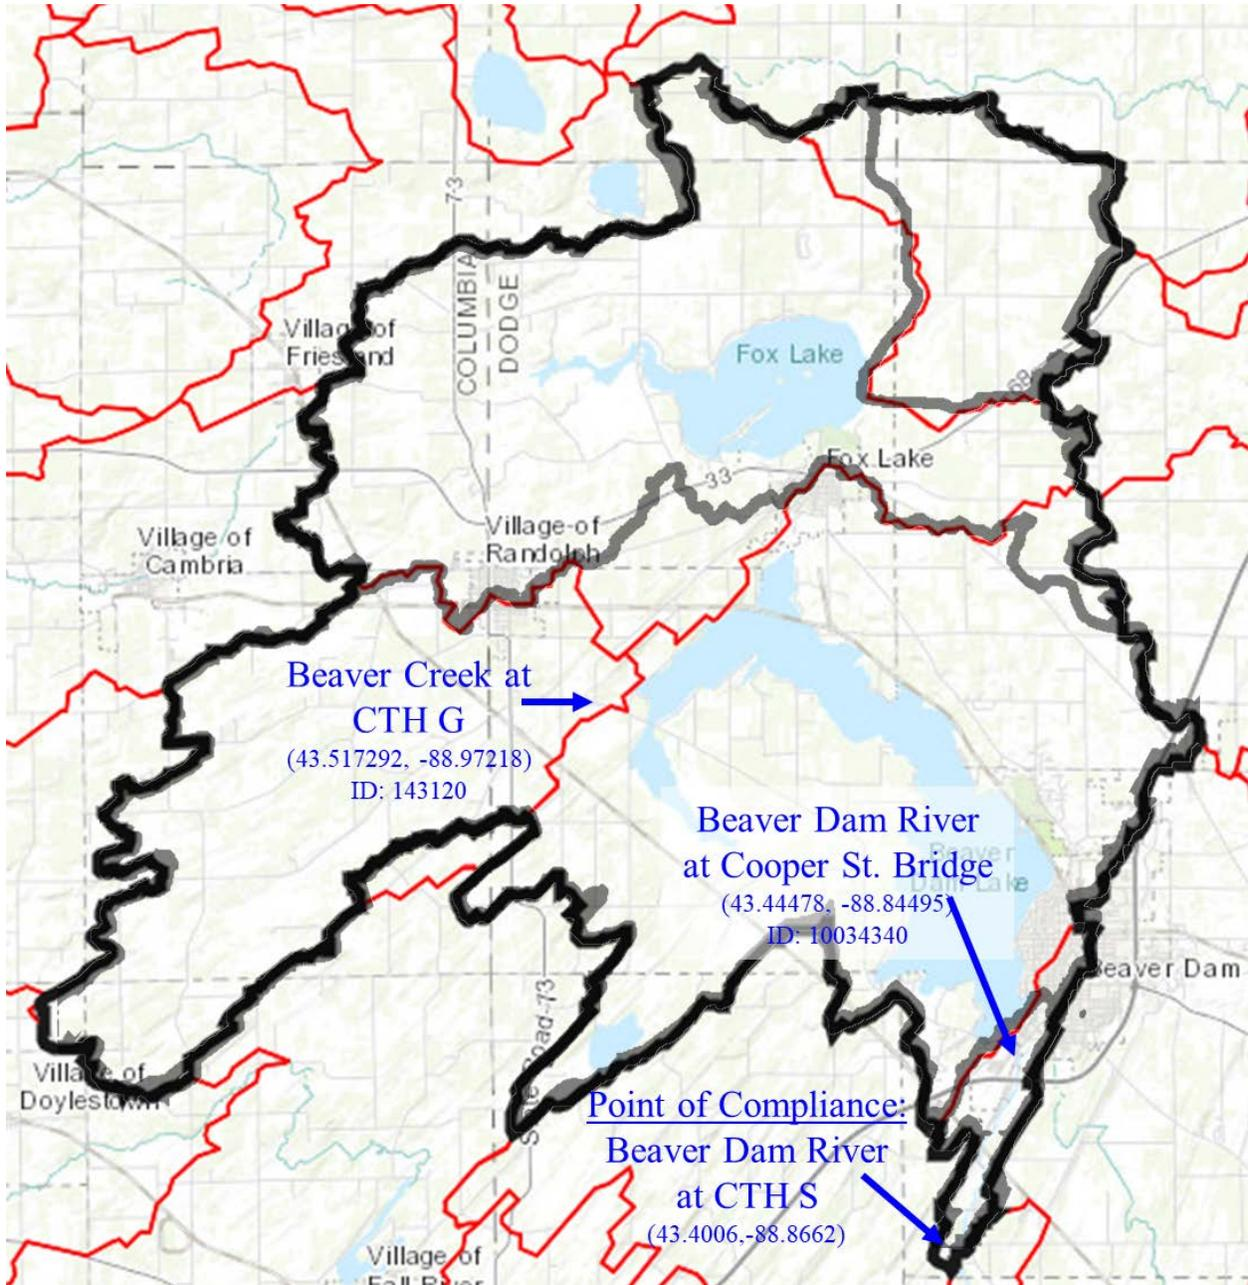 73
COLUMBIA
DODGE
Village of
Friesland
Fox Lake
68
Fox Lake
33
Village of
Randolph
Village of
Cambria
Beaver Creek at
CTH G
(43.517292, -88.97218)
ID: 143120
Beaver Dam River
at Cooper St. Bridge
(43.44478, -88.84495)
ID: 10034340
Beaver
Dam Lake
Beaver Dam
State Road 73
Village of
Doylestown
Point of Compliance:
Beaver Dam River
at CTH S
(43.4006,-88.8662)
Village of
Fall River